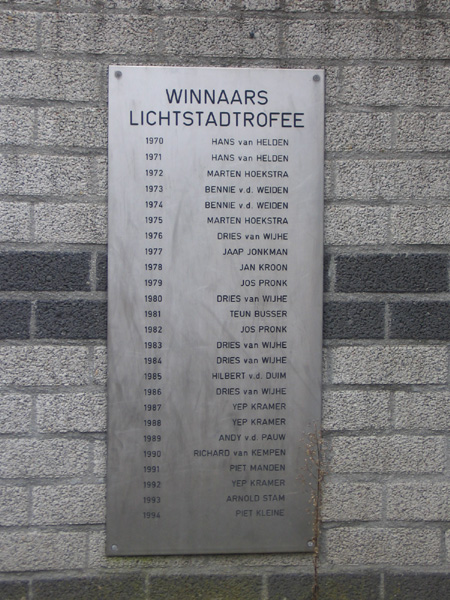 WINNAARS
LICHTSTADTROFEE
1970 HANS van HELDEN
1971 HANS van HELDEN
1972 MARTEN HOEKSTRA
1973 BENNIE v.d. WEIDEN
1974 BENNIE v.d. WEIDEN
1975 MARTEN HOEKSTRA
1976 DRIES van WIJHE
1977 JAAP JONKMAN
1978 JAN KROON
1979 JOS PRONK
1980 DRIES van WIJHE
1981 TEUN BUSSER
1982 JOS PRONK
1983 DRIES van WIJHE
1984 DRIES van WIJHE
1985 HILBERT v.d. DUIM
1986 DRIES van WIJHE
1987 YEP KRAMER
1988 YEP KRAMER
1989 ANDY v.d. PAUW
1990 RICHARD van KEMPEN
1991 PIET MANDEN
1992 YEP KRAMER
1993 ARNOLD STAM
1994 PIET KLEINE